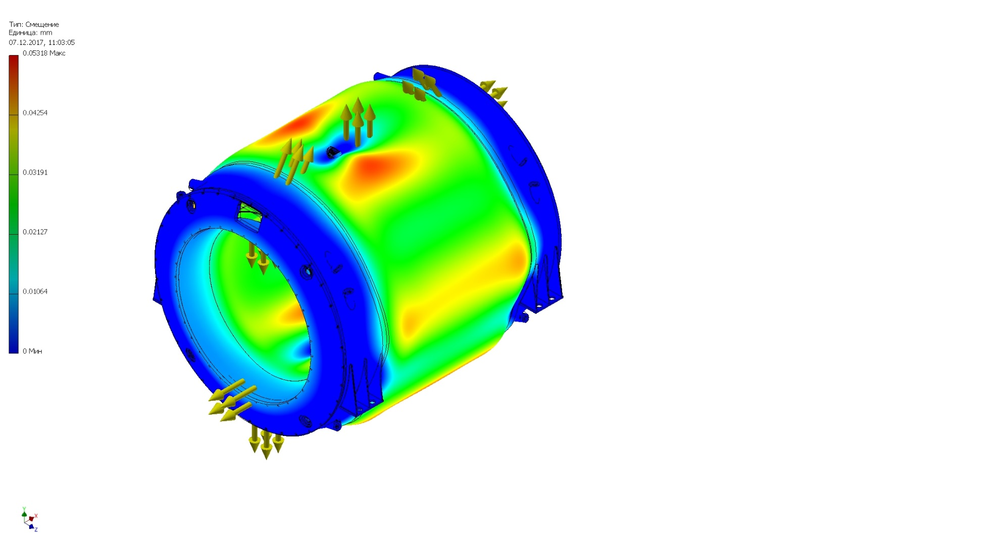 Тип: Смещение
Единица: mm
07.12.2017, 11:03:05
0.05318 Макс
0.04254
0.03191
0.02127
0.01064
0 Мин
Y
X
Z